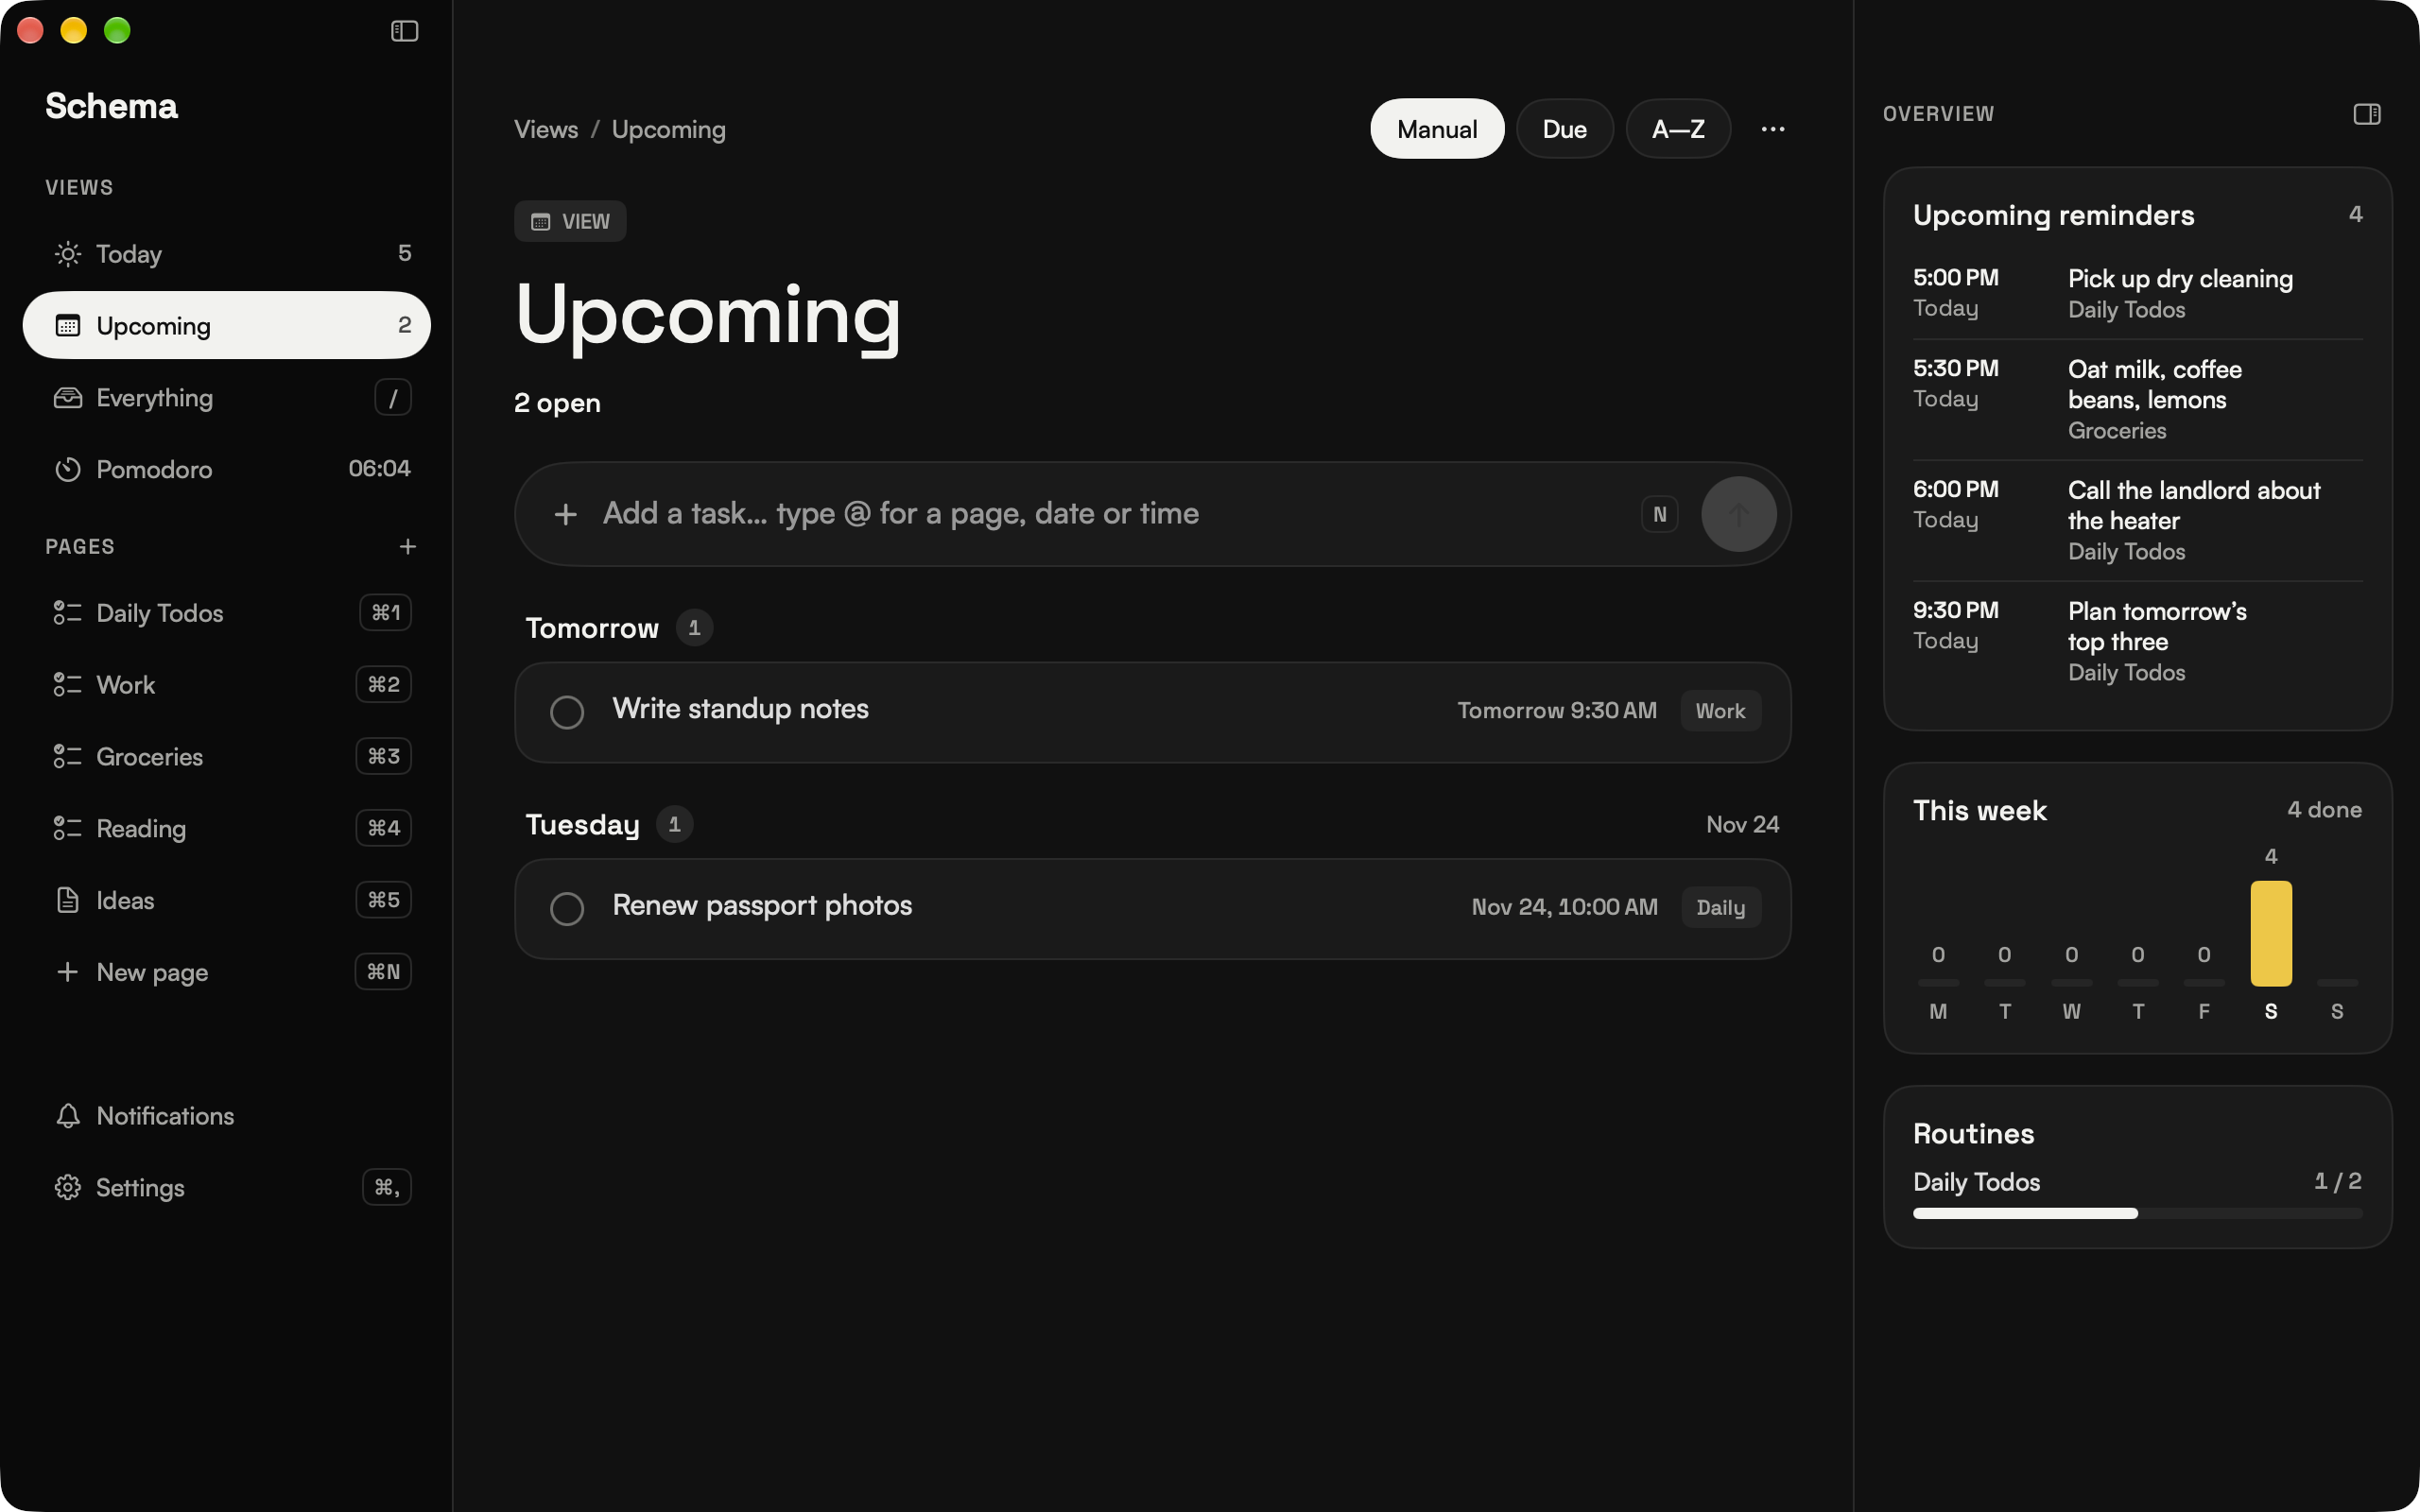 Schema
VIEWS
Today 5
Upcoming 2
Everything /
Pomodoro 06:04
PAGES +
Daily Todos ⌘1
Work ⌘2
Groceries ⌘3
Reading ⌘4
Ideas ⌘5
+ New page ⌘N
Notifications
Settings ⌘,
Views / Upcoming
Manual Due A—Z ···
VIEW
Upcoming
2 open
+ Add a task... type @ for a page, date or time N
Tomorrow 1
Write standup notes Tomorrow 9:30 AM Work
Tuesday 1 Nov 24
Renew passport photos Nov 24, 10:00 AM Daily
OVERVIEW
Upcoming reminders 4
5:00 PM Pick up dry cleaning
Today Daily Todos
5:30 PM Oat milk, coffee
Today beans, lemons
Groceries
6:00 PM Call the landlord about
Today the heater
Daily Todos
9:30 PM Plan tomorrow’s
Today top three
Daily Todos
This week 4 done
4
0 0 0 0 0
M T W T F S S
Routines
Daily Todos 1 / 2